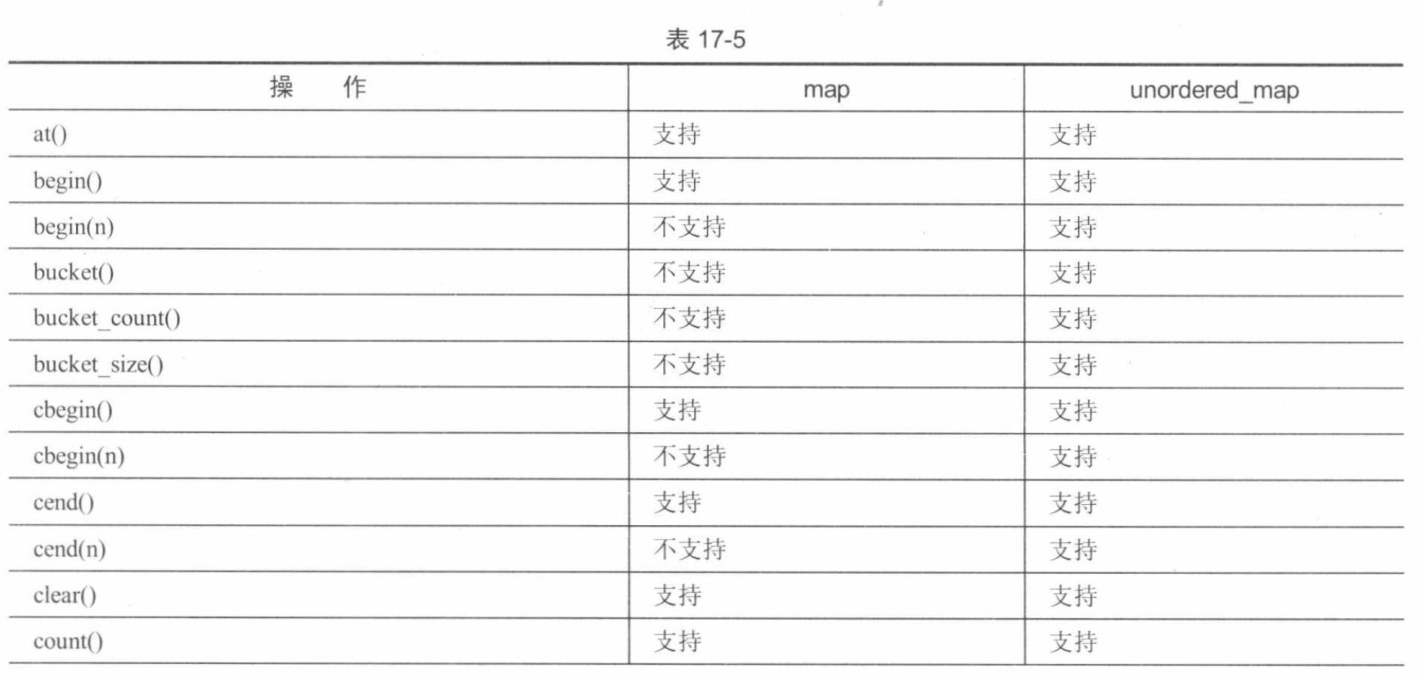 表 17-5
操 作 map unordered_map
at() 支持 支持
begin() 支持 支持
begin(n) 不支持 支持
bucket() 不支持 支持
bucket_count() 不支持 支持
bucket_size() 不支持 支持
cbegin() 支持 支持
cbegin(n) 不支持 支持
cend() 支持 支持
cend(n) 不支持 支持
clear() 支持 支持
count() 支持 支持